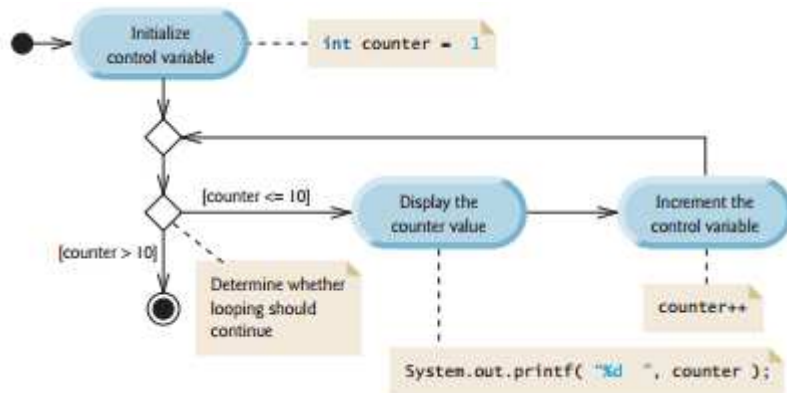 Initialize
control variable
int counter = 1
[counter <= 10]
Display the
counter value
Increment the
control variable
[counter > 10]
Determine whether
looping should
continue
counter++
System.out.printf( "%d  ", counter );